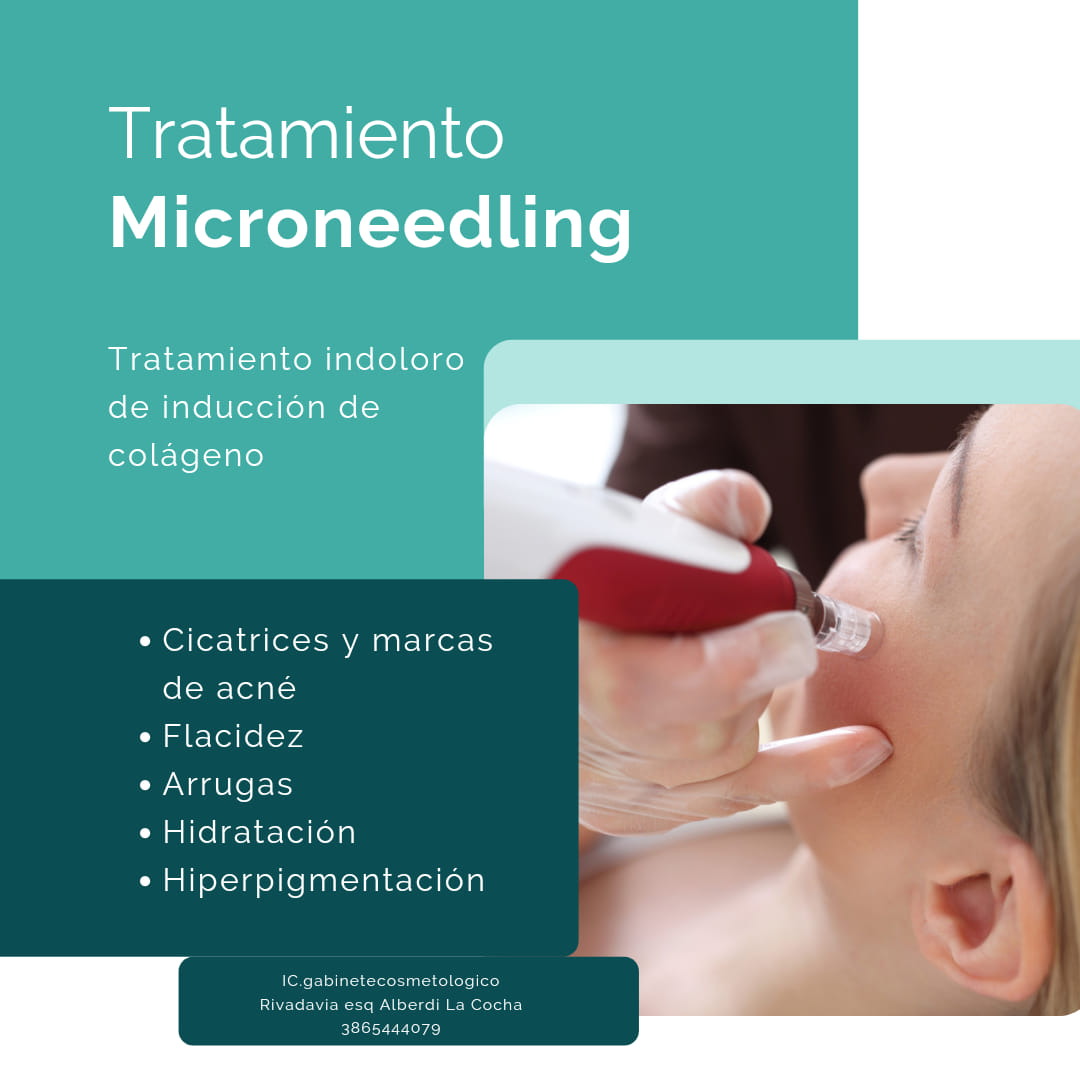 Tratamiento
Microneedling
Tratamiento indoloro
de inducción de
colágeno
• Cicatrices y marcas
de acné
• Flacidez
• Arrugas
• Hidratación
• Hiperpigmentación
IC.gabinetecosmetologico
Rivadavia esq Alberdi La Cocha
3865444079